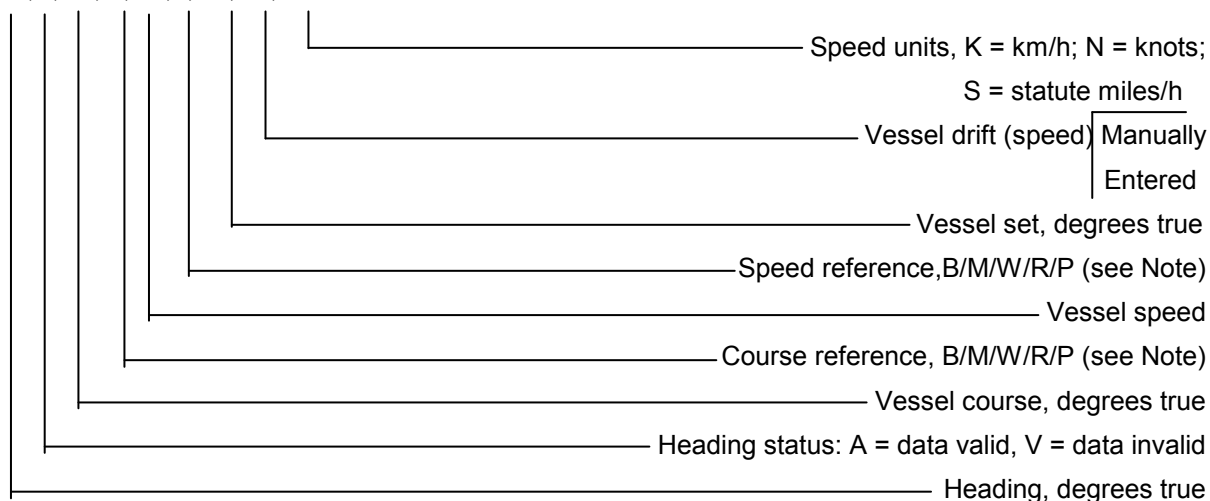 Speed units, K = km/h; N = knots;
S = statute miles/h
Vessel drift (speed) Manually
Entered
Vessel set, degrees true
Speed reference,B/M/W/R/P (see Note)
Vessel speed
Course reference, B/M/W/R/P (see Note)
Vessel course, degrees true
Heading status: A = data valid, V = data invalid
Heading, degrees true